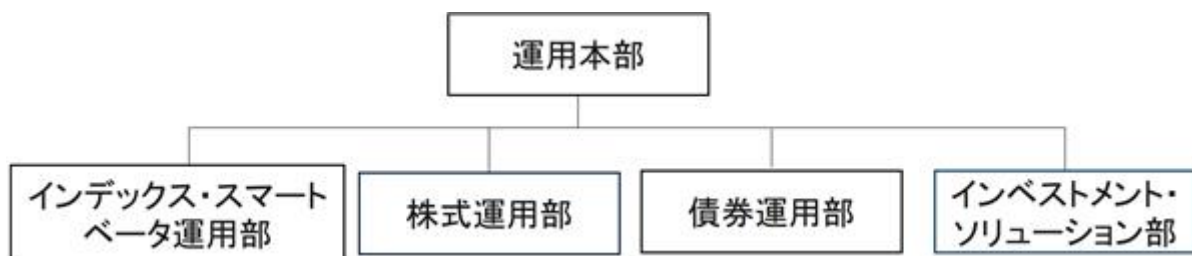 運用本部
インデックス・スマート
ベータ運用部
株式運用部
債券運用部
インベストメント・
ソリューション部